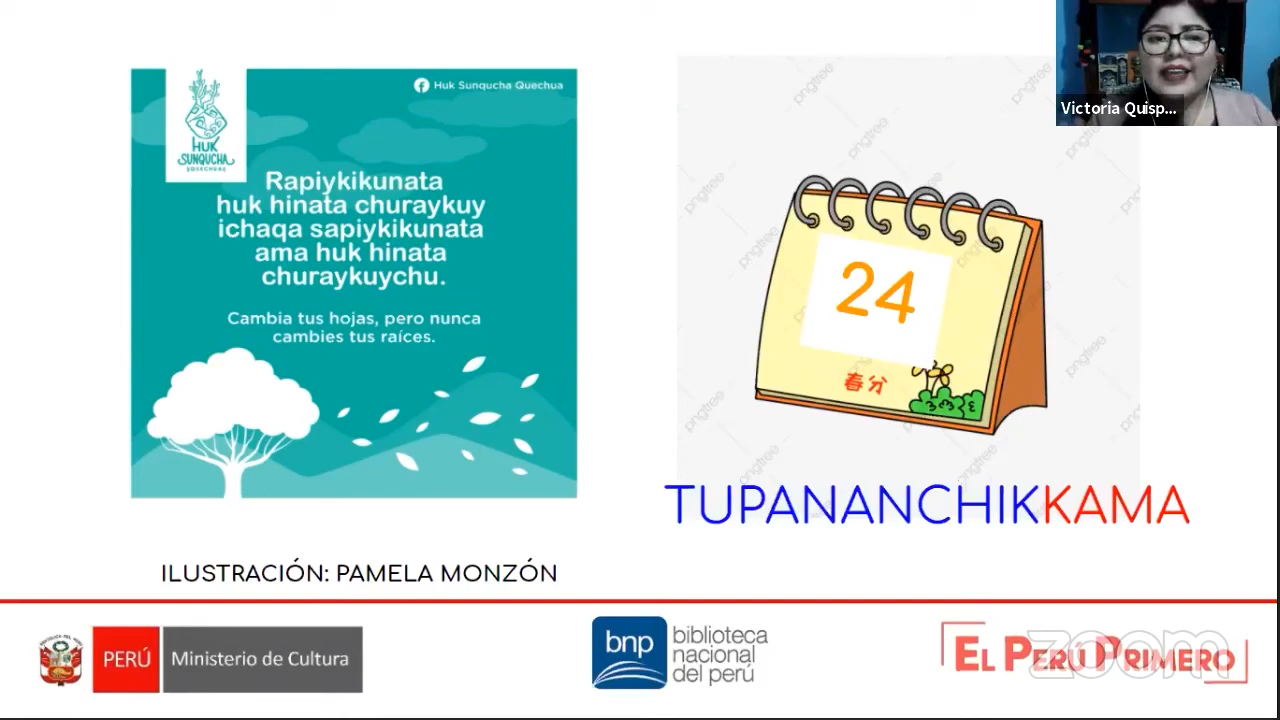 Victoria Quisp...
Huk Sunqucha Quechua
HUK
SUNQUCHA
QUECHUAS
Rapiykikunata
huk hinata churaykuy
ichaqa sapiykikunata
ama huk hinata
churaykuychu.
Cambia tus hojas, pero nunca
cambies tus raíces.
24
春分
pngtree
TUPANANCHIKKAMA
ILUSTRACIÓN: PAMELA MONZÓN
PERÚ Ministerio de Cultura
bnp biblioteca
nacional
del perú
EL PERÚ PRIMERO
zoom